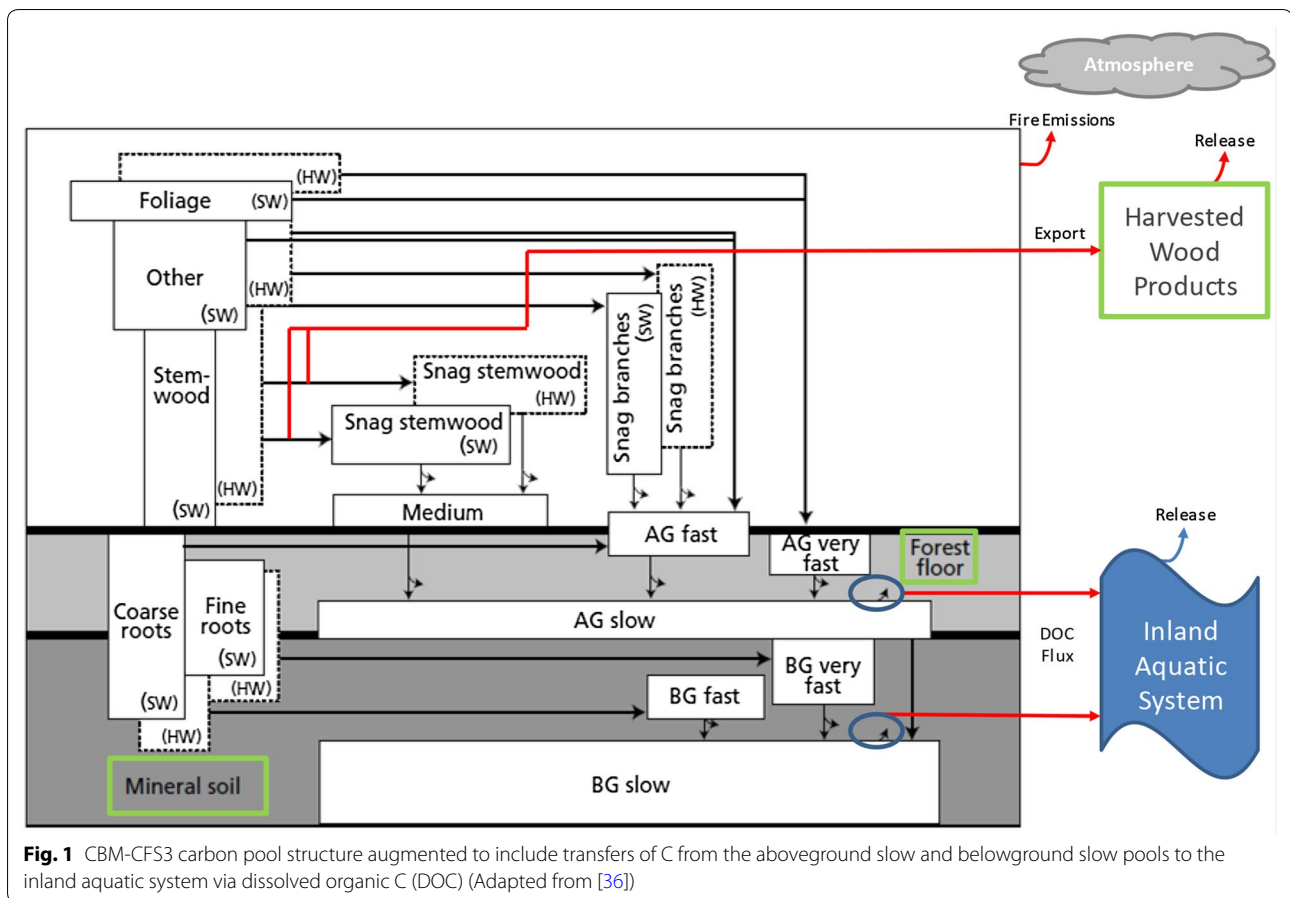 Atmosphere
Fire Emissions
Release
(HW)
Foliage (SW)
Harvested
Wood
Products
Export
Other
(HW)
(SW)
Snag branches (SW)
Snag branches (HW)
Stem-
wood
Snag stemwood
(HW)
Snag stemwood
(SW)
(HW)
(SW)
Medium
Release
AG fast
AG very
fast
Forest
floor
Coarse
roots
Fine
roots
(SW)
(HW)
(SW)
(HW)
AG slow
DOC
Flux
Inland
Aquatic
System
BG very
fast
BG fast
Mineral soil
BG slow
Fig. 1 CBM-CFS3 carbon pool structure augmented to include transfers of C from the aboveground slow and belowground slow pools to the
inland aquatic system via dissolved organic C (DOC) (Adapted from [36])